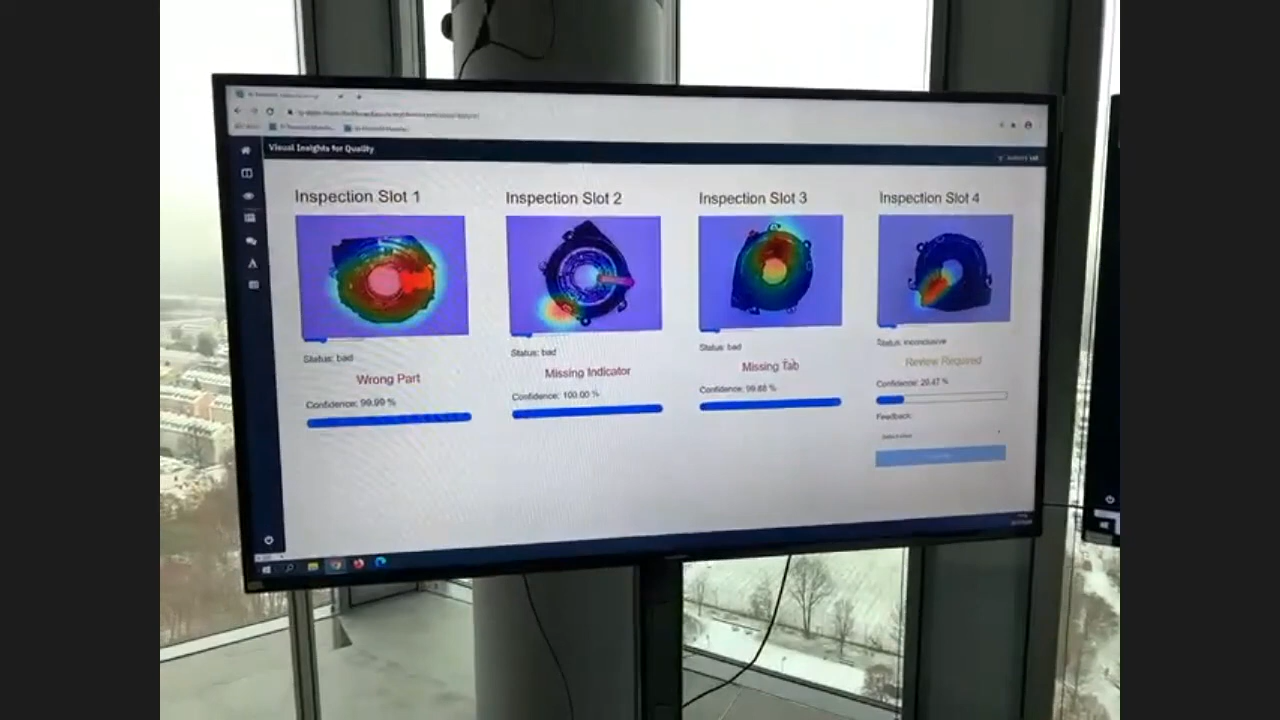 Visual Insights for Quality
Inspection Slot 1
Inspection Slot 2
Inspection Slot 3
Inspection Slot 4
Status: bad
Wrong Part
Confidence: 99.99 %
Status: bad
Missing Indicator
Confidence: 100.00 %
Status: bad
Missing Tab
Confidence: 99.88 %
Status: inconclusive
Review Required
Confidence: 20.47 %
Feedback: